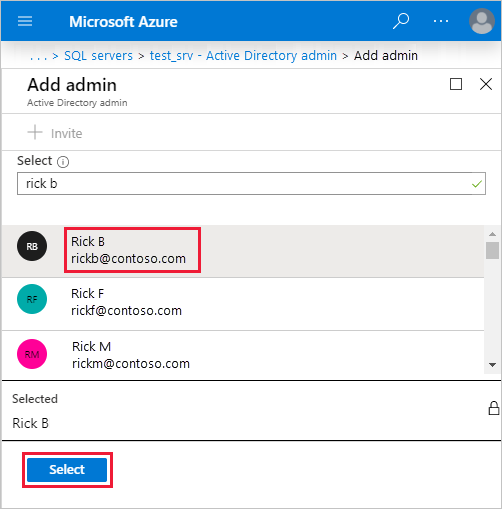 Microsoft Azure
... > SQL servers > test_srv - Active Directory admin > Add admin
Add admin
Active Directory admin
Invite
Select
rick b
RB
Rick B
rickb@contoso.com
RF
Rick F
rickf@contoso.com
RM
Rick M
rickm@contoso.com
Selected
Rick B
Select